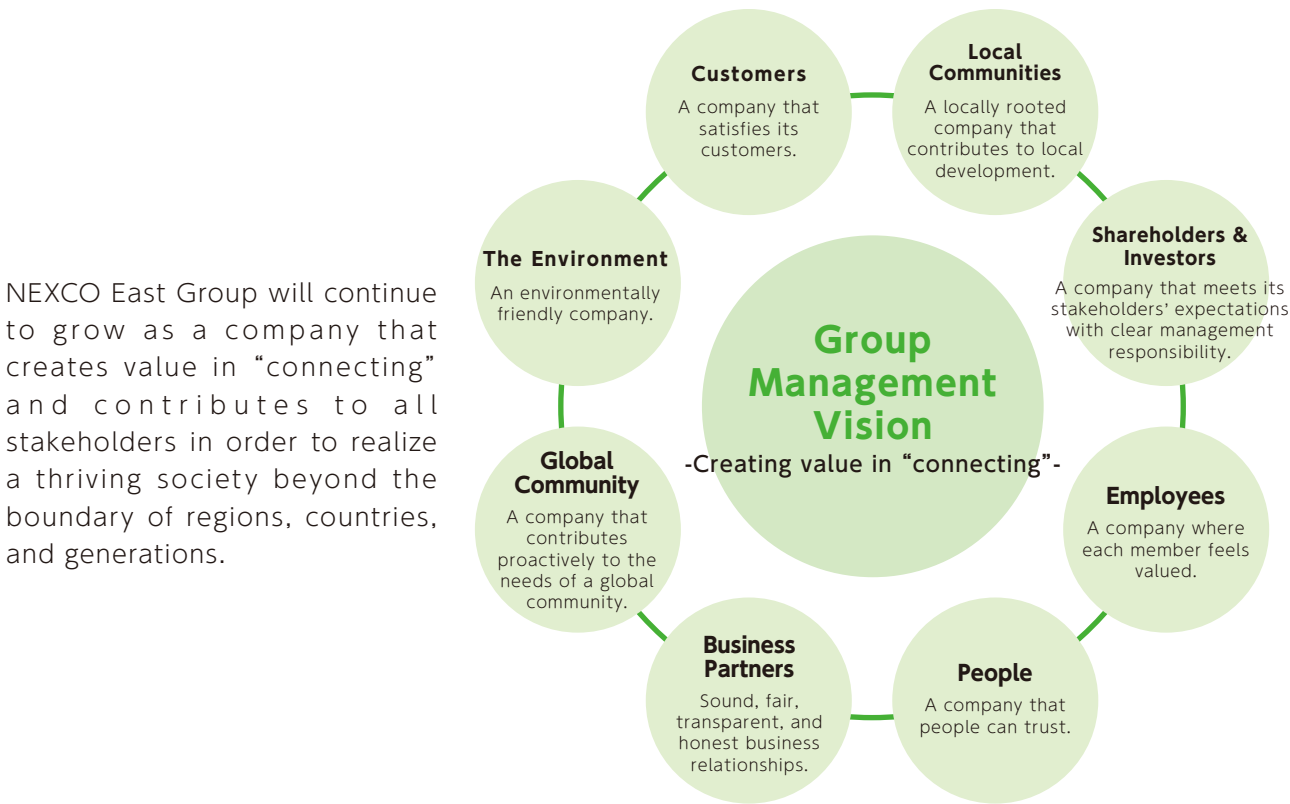 NEXCO East Group will continue
to grow as a company that
creates value in “connecting”
and contributes to all
stakeholders in order to realize
a thriving society beyond the
boundary of regions, countries,
and generations.
Group
Management
Vision
-Creating value in “connecting”-
Customers
A company that
satisfies its
customers.
Local
Communities
A locally rooted
company that
contributes to local
development.
Shareholders &
Investors
A company that meets its
stakeholders’ expectations
with clear management
responsibility.
Employees
A company where
each member feels
valued.
People
A company that
people can trust.
Business
Partners
Sound, fair,
transparent, and
honest business
relationships.
Global
Community
A company that
contributes
proactively to the
needs of a global
community.
The Environment
An environmentally
friendly company.